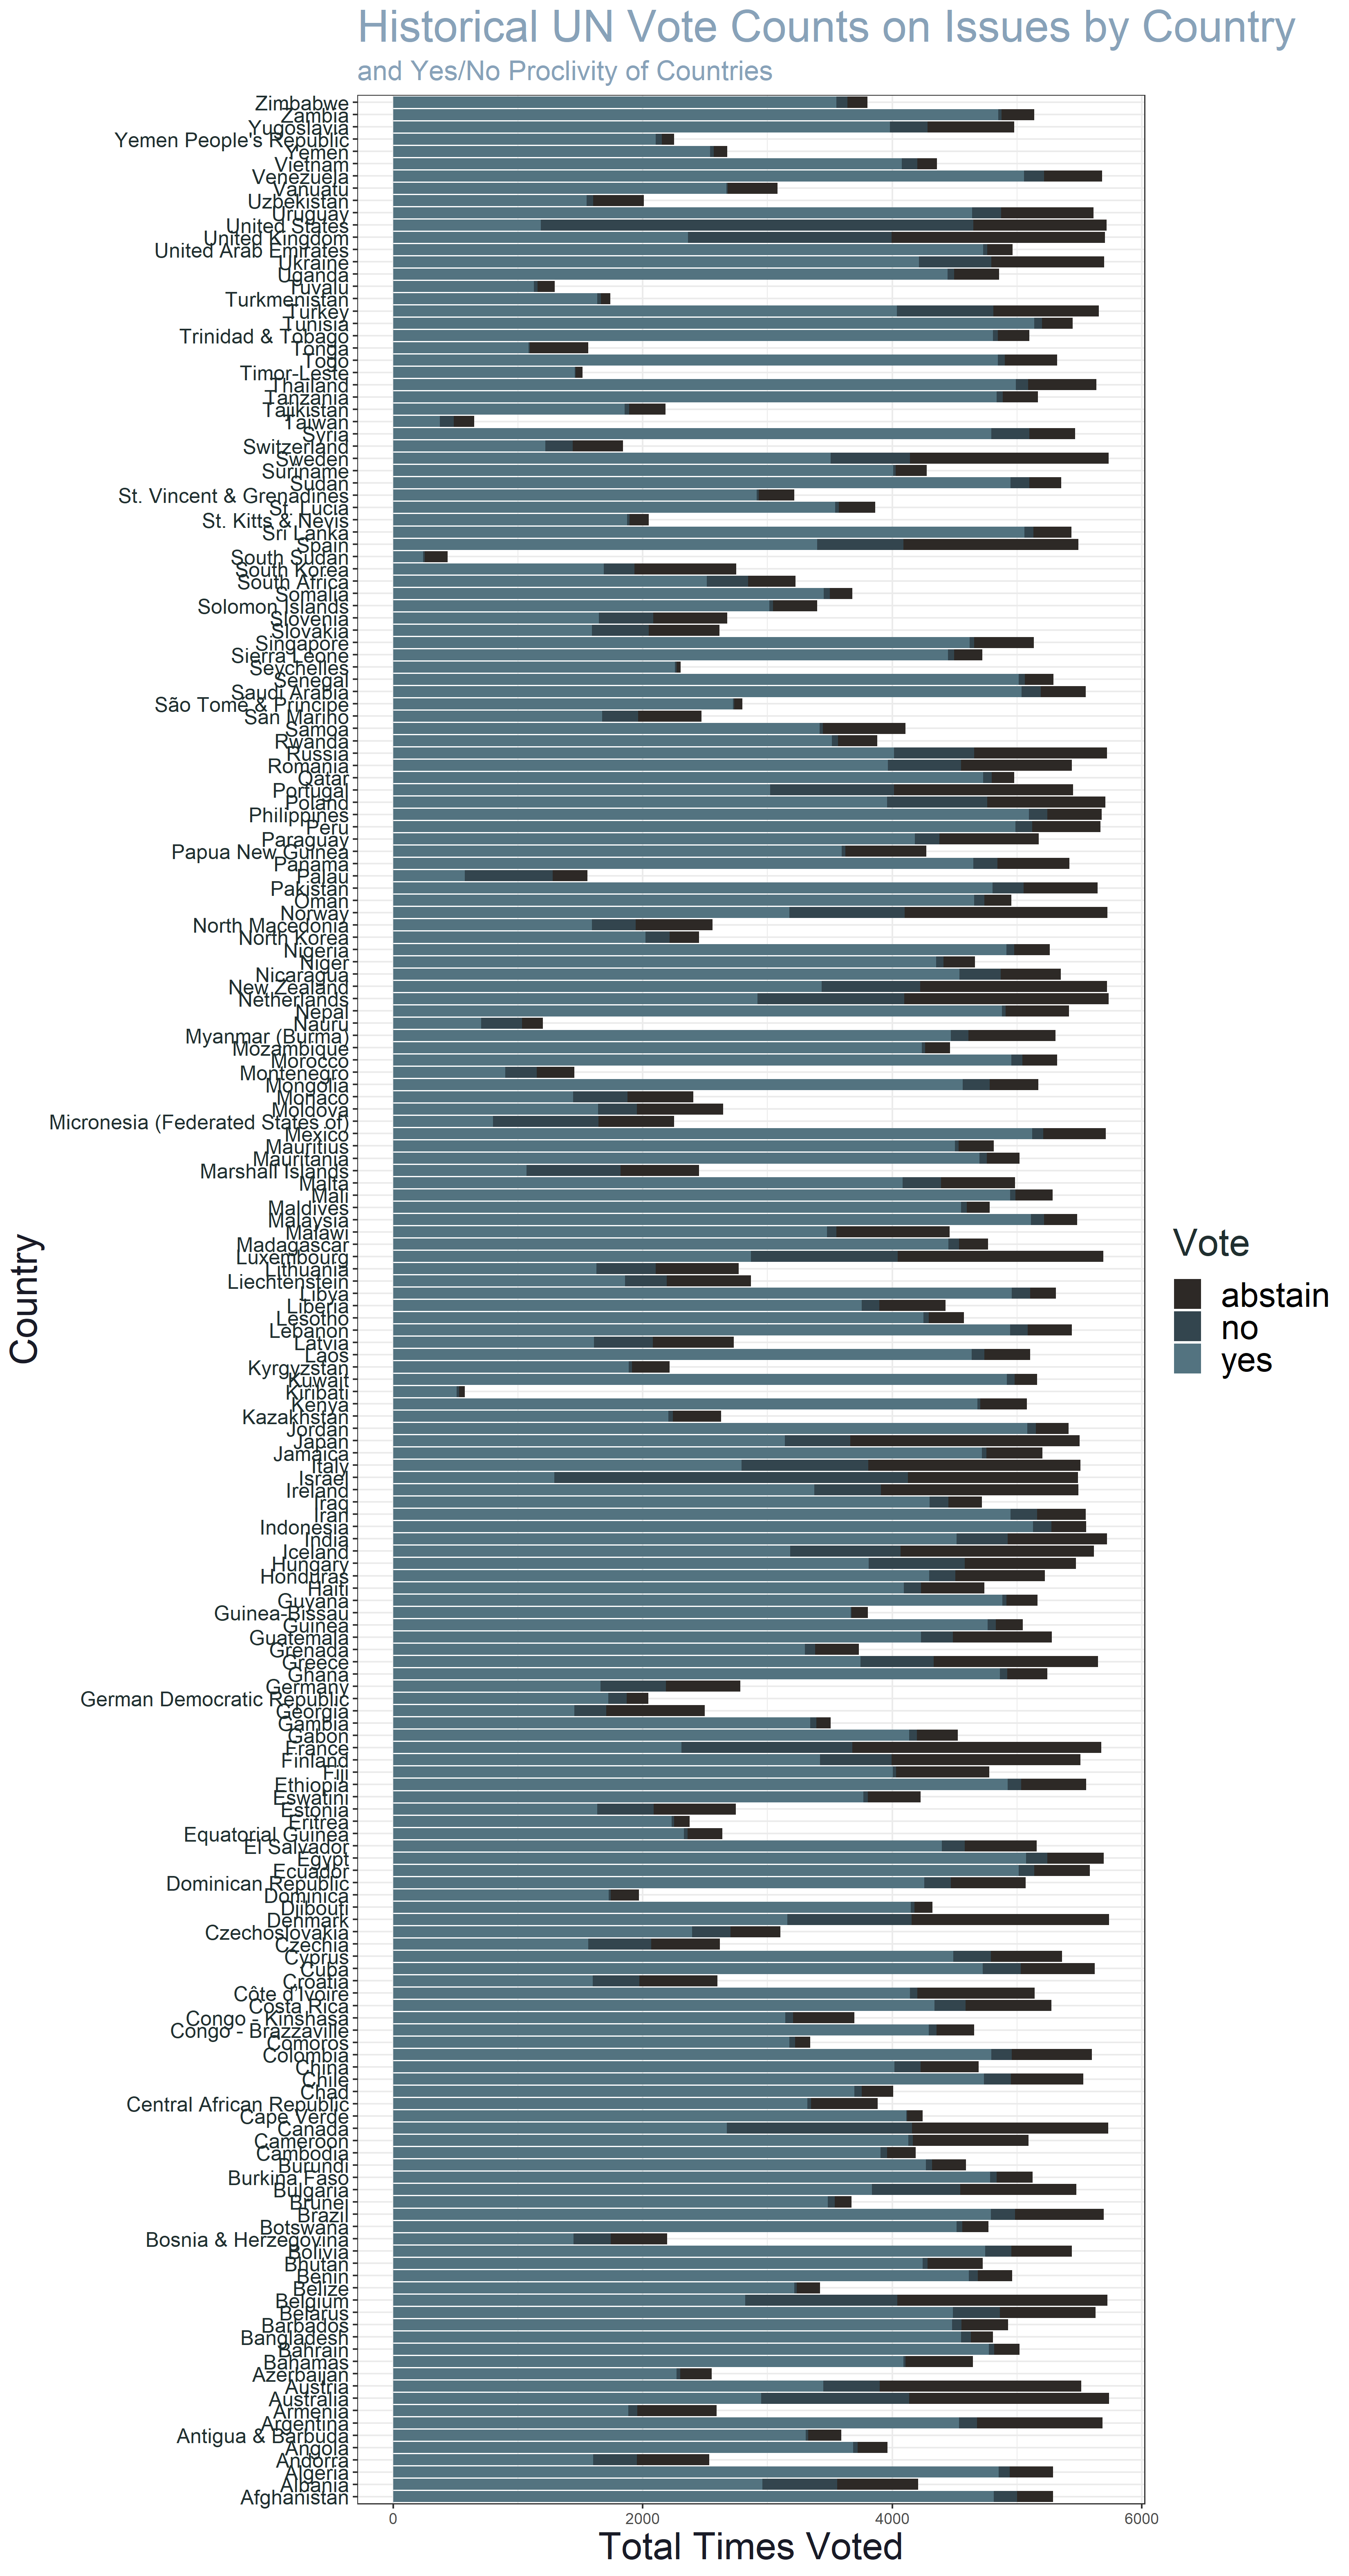 Historical UN Vote Counts on Issues by Country
and Yes/No Proclivity of Countries
Zimbabwe
Zambia
Yugoslavia
Yemen People's Republic
Yemen
Vietnam
Venezuela
Vanuatu
Uzbekistan
Uruguay
United States
United Kingdom
United Arab Emirates
Ukraine
Uganda
Tuvalu
Turkmenistan
Turkey
Tunisia
Trinidad & Tobago
Tonga
Togo
Timor-Leste
Thailand
Tanzania
Tajikistan
Taiwan
Syria
Switzerland
Sweden
Suriname
Sudan
St. Vincent & Grenadines
St. Lucia
St. Kitts & Nevis
Sri Lanka
Spain
South Sudan
South Korea
South Africa
Somalia
Solomon Islands
Slovenia
Slovakia
Singapore
Sierra Leone
Seychelles
Senegal
Saudi Arabia
São Tomé & Príncipe
San Marino
Samoa
Rwanda
Russia
Romania
Qatar
Portugal
Poland
Philippines
Peru
Paraguay
Papua New Guinea
Panama
Palau
Pakistan
Oman
Norway
North Macedonia
North Korea
Nigeria
Niger
Nicaragua
New Zealand
Netherlands
Nepal
Nauru
Myanmar (Burma)
Mozambique
Morocco
Montenegro
Mongolia
Monaco
Moldova
Micronesia (Federated States of)
Mexico
Mauritius
Mauritania
Marshall Islands
Malta
Mali
Maldives
Malaysia
Malawi
Madagascar
Luxembourg
Lithuania
Liechtenstein
Libya
Liberia
Lesotho
Lebanon
Latvia
Laos
Kyrgyzstan
Kuwait
Kiribati
Kenya
Kazakhstan
Jordan
Japan
Jamaica
Italy
Israel
Ireland
Iraq
Iran
Indonesia
India
Iceland
Hungary
Honduras
Haiti
Guyana
Guinea-Bissau
Guinea
Guatemala
Grenada
Greece
Ghana
Germany
German Democratic Republic
Georgia
Gambia
Gabon
France
Finland
Fiji
Ethiopia
Eswatini
Estonia
Eritrea
Equatorial Guinea
El Salvador
Egypt
Ecuador
Dominican Republic
Dominica
Djibouti
Denmark
Czechoslovakia
Czechia
Cyprus
Cuba
Croatia
Côte d'Ivoire
Costa Rica
Congo - Kinshasa
Congo - Brazzaville
Comoros
Colombia
China
Chile
Chad
Central African Republic
Cape Verde
Canada
Cameroon
Cambodia
Burundi
Burkina Faso
Bulgaria
Brunei
Brazil
Botswana
Bosnia & Herzegovina
Bolivia
Bhutan
Benin
Belize
Belgium
Belarus
Barbados
Bangladesh
Bahrain
Bahamas
Azerbaijan
Austria
Australia
Armenia
Argentina
Antigua & Barbuda
Angola
Andorra
Algeria
Albania
Afghanistan
Country
0 2000 4000 6000
Total Times Voted
Vote
abstain
no
yes